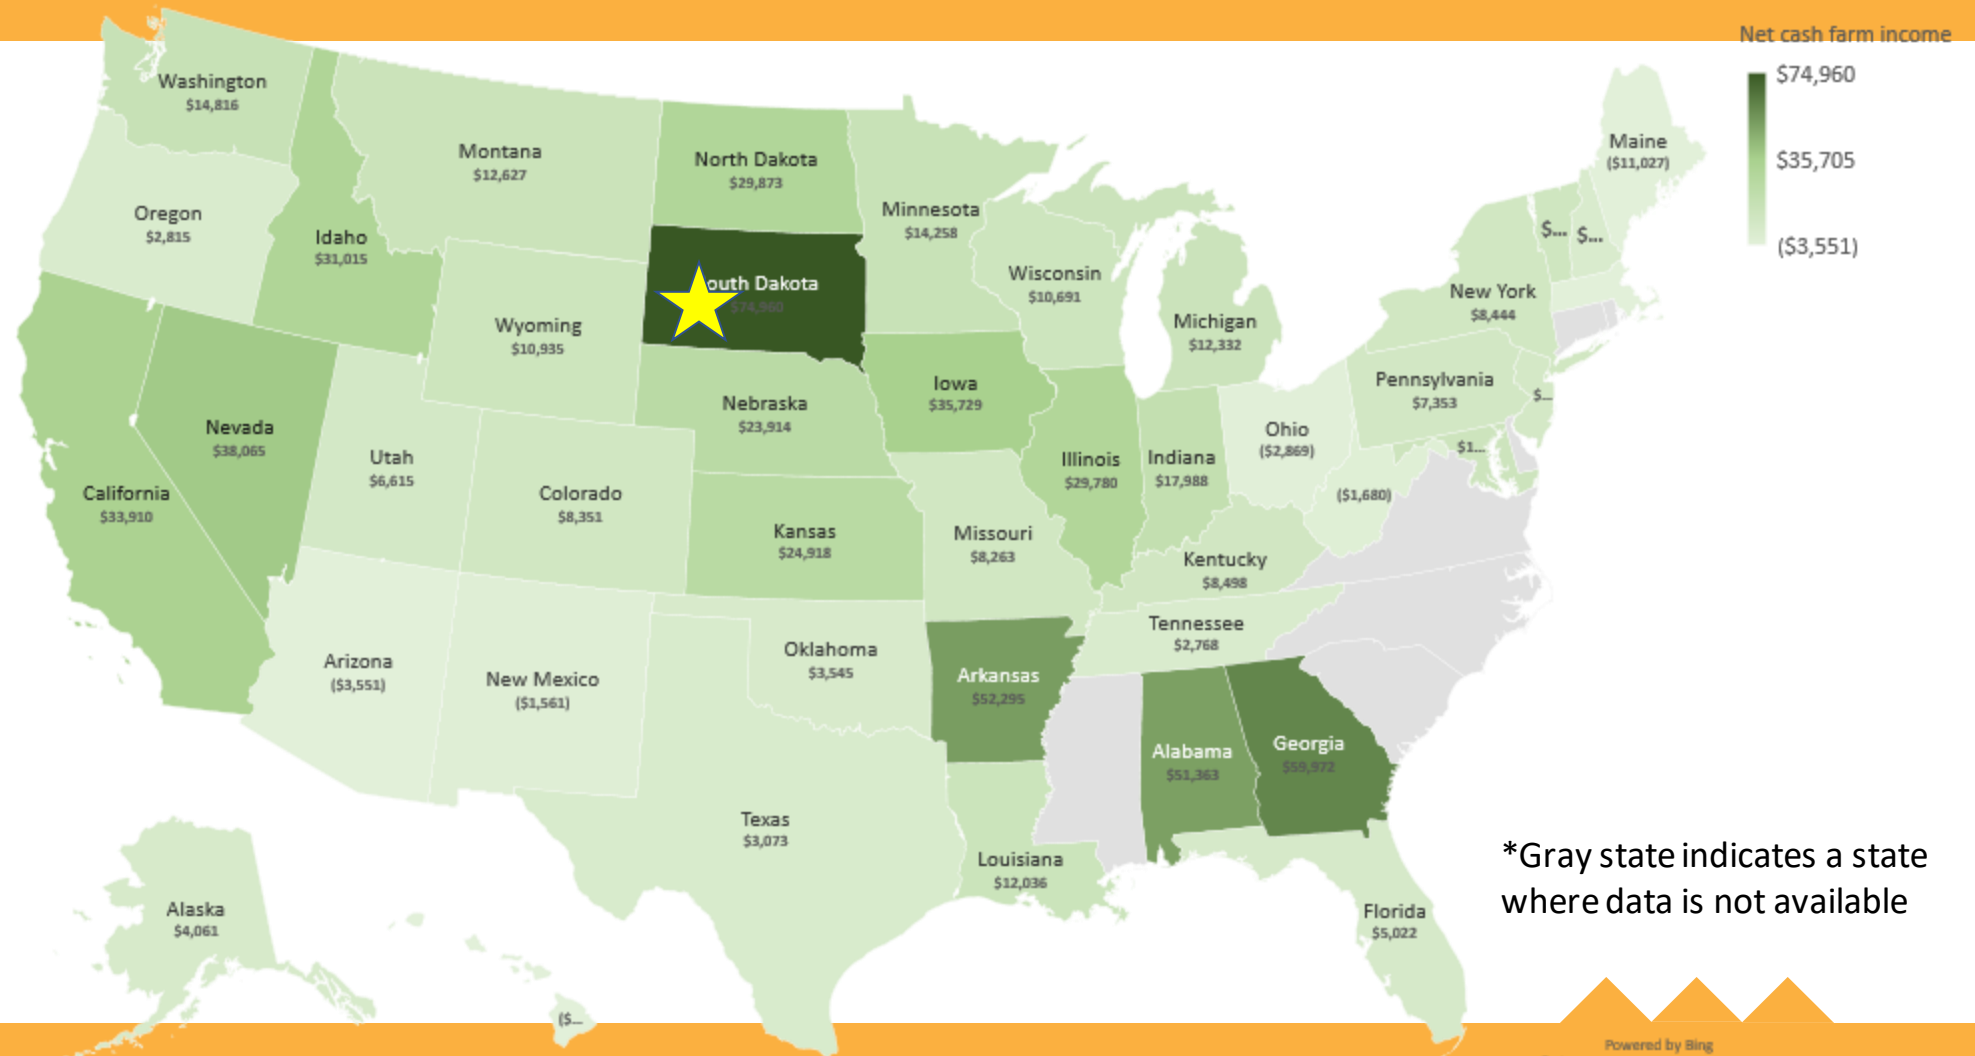 Net cash farm income
$74,960
$35,705
($3,551)
Washington
$14,816
Montana
$12,627
North Dakota
$29,873
Minnesota
$14,258
Maine
($11,027)
Oregon
$2,815
Idaho
$31,015
outh Dakota
$74,960
Wisconsin
$10,691
Michigan
$12,332
New York
$8,444
$...
$...
Wyoming
$10,935
Nebraska
$23,914
Iowa
$35,729
Pennsylvania
$7,353
$...
Nevada
$38,065
Utah
$6,615
Colorado
$8,351
Illinois
$29,780
Indiana
$17,988
Ohio
($2,869)
$1...
($1,680)
California
$33,910
Kansas
$24,918
Missouri
$8,263
Kentucky
$8,498
Tennessee
$2,768
Arizona
($3,551)
New Mexico
($1,561)
Oklahoma
$3,545
Arkansas
$52,295
Alabama
$51,363
Georgia
$59,972
Texas
$3,073
Louisiana
$12,036
Florida
$5,022
Alaska
$4,061
($...
*Gray state indicates a state
where data is not available
Powered by Bing